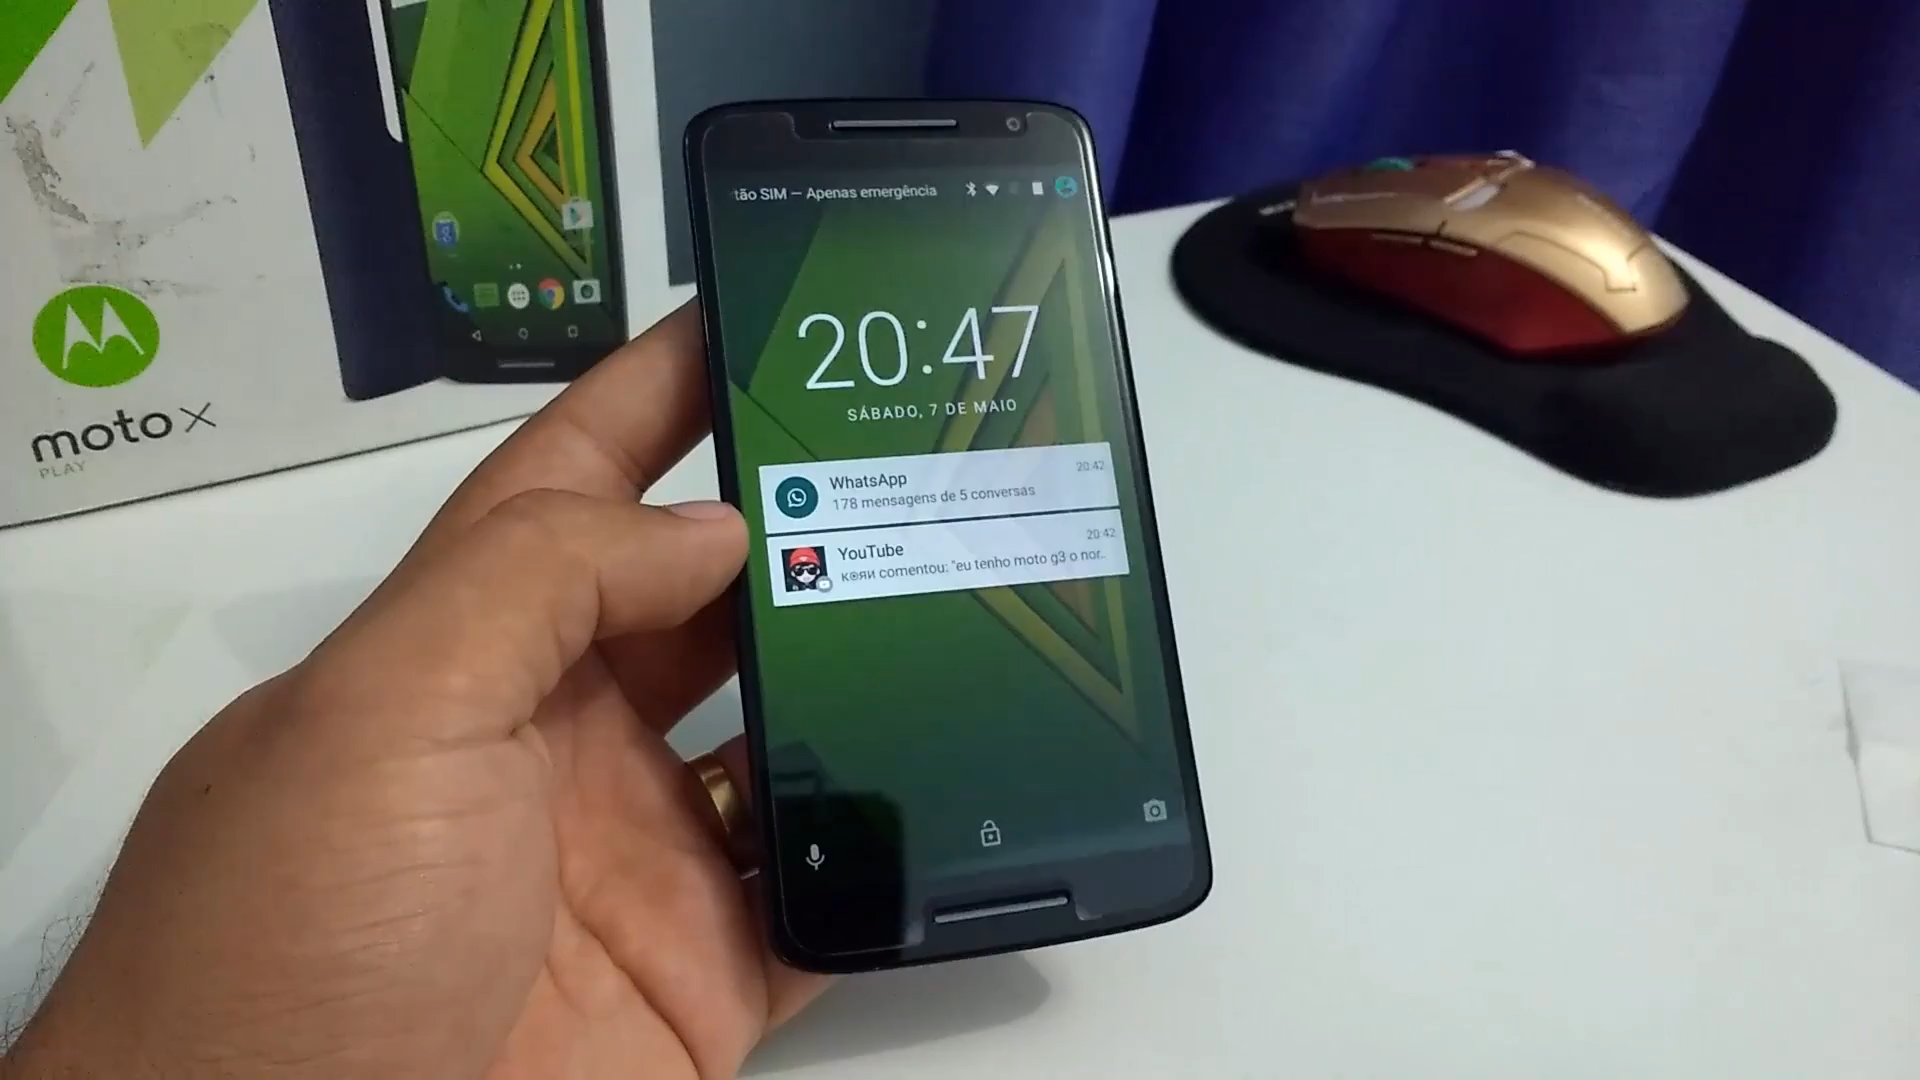 moto x
PLAY
tão SIM — Apenas emergência
20:47
SÁBADO, 7 DE MAIO
WhatsApp 20:42
178 mensagens de 5 conversas
YouTube 20:42
кѳяи comentou: "eu tenho moto g3 o nor..